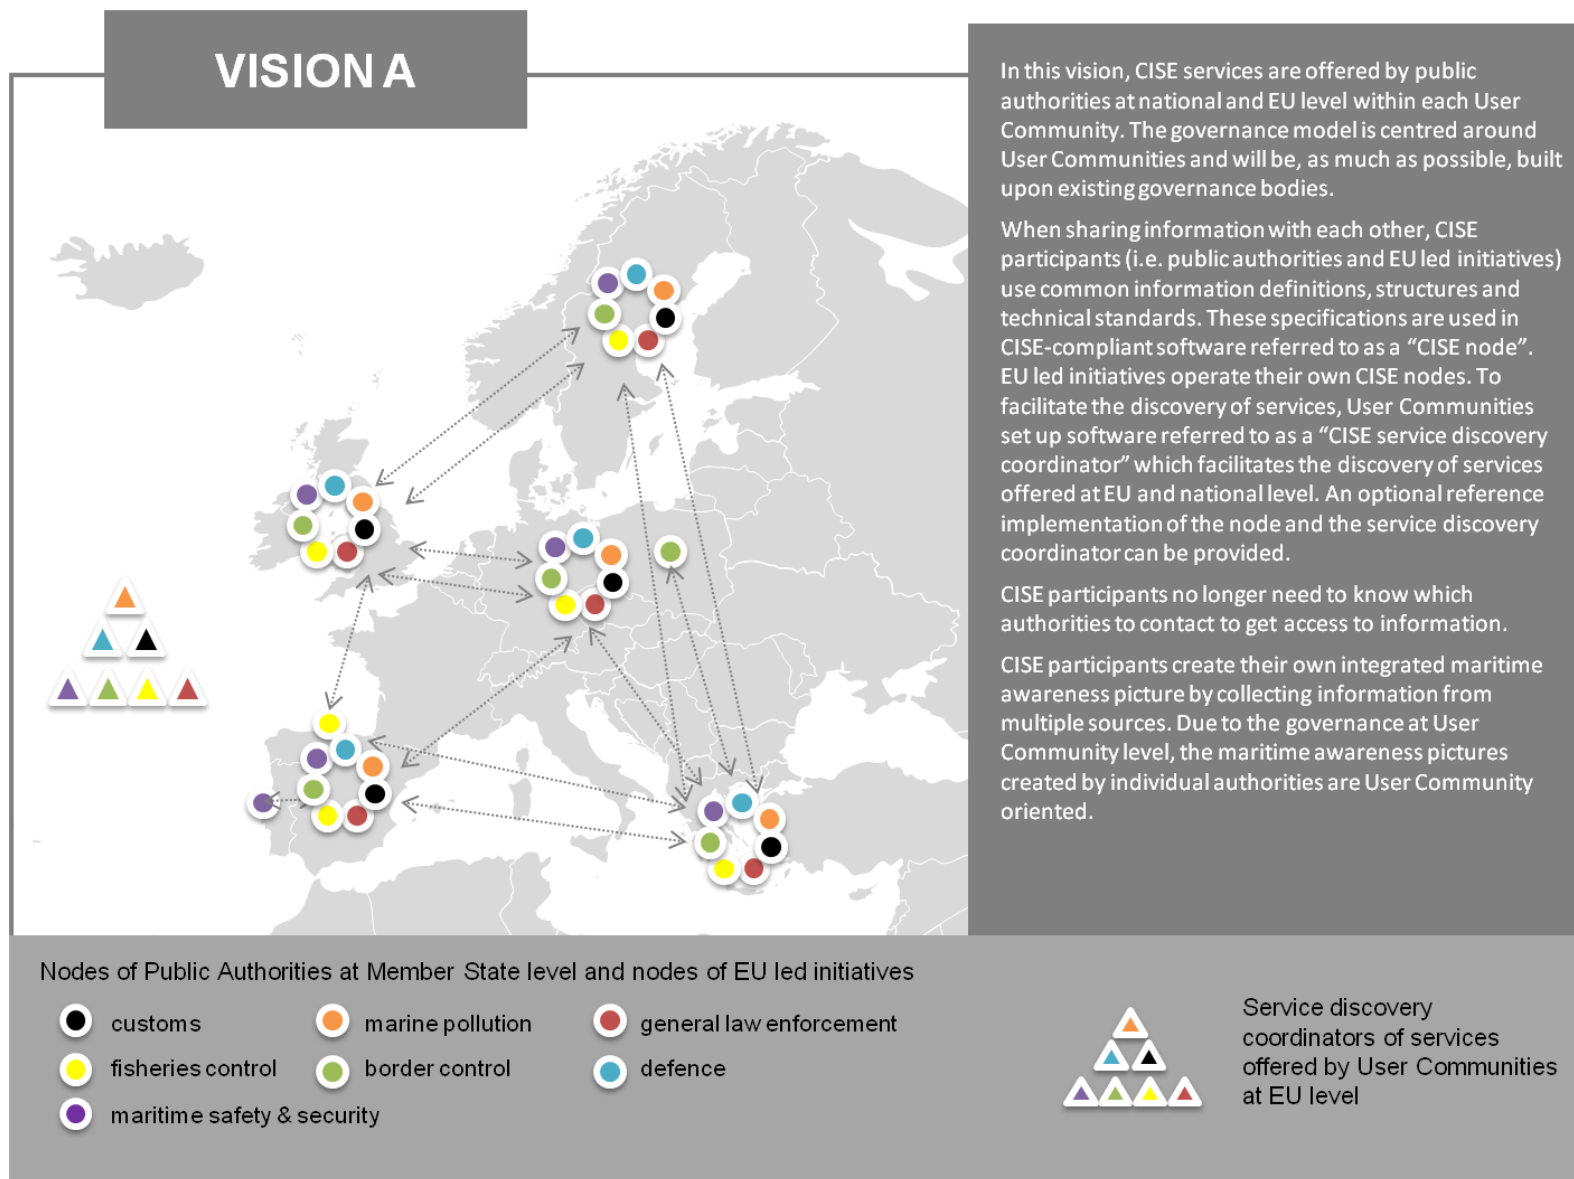 VISION A
In this vision, CISE services are offered by public
authorities at national and EU level within each User
Community. The governance model is centred around
User Communities and will be, as much as possible, built
upon existing governance bodies.
When sharing information with each other, CISE
participants (i.e. public authorities and EU led initiatives)
use common information definitions, structures and
technical standards. These specifications are used in
CISE-compliant software referred to as a “CISE node”.
EU led initiatives operate their own CISE nodes. To
facilitate the discovery of services, User Communities
set up software referred to as a “CISE service discovery
coordinator” which facilitates the discovery of services
offered at EU and national level. An optional reference
implementation of the node and the service discovery
coordinator can be provided.
CISE participants no longer need to know which
authorities to contact to get access to information.
CISE participants create their own integrated maritime
awareness picture by collecting information from
multiple sources. Due to the governance at User
Community level, the maritime awareness pictures
created by individual authorities are User Community
oriented.
Nodes of Public Authorities at Member State level and nodes of EU led initiatives
customs
marine pollution
general law enforcement
fisheries control
border control
defence
maritime safety & security
Service discovery
coordinators of services
offered by User Communities
at EU level